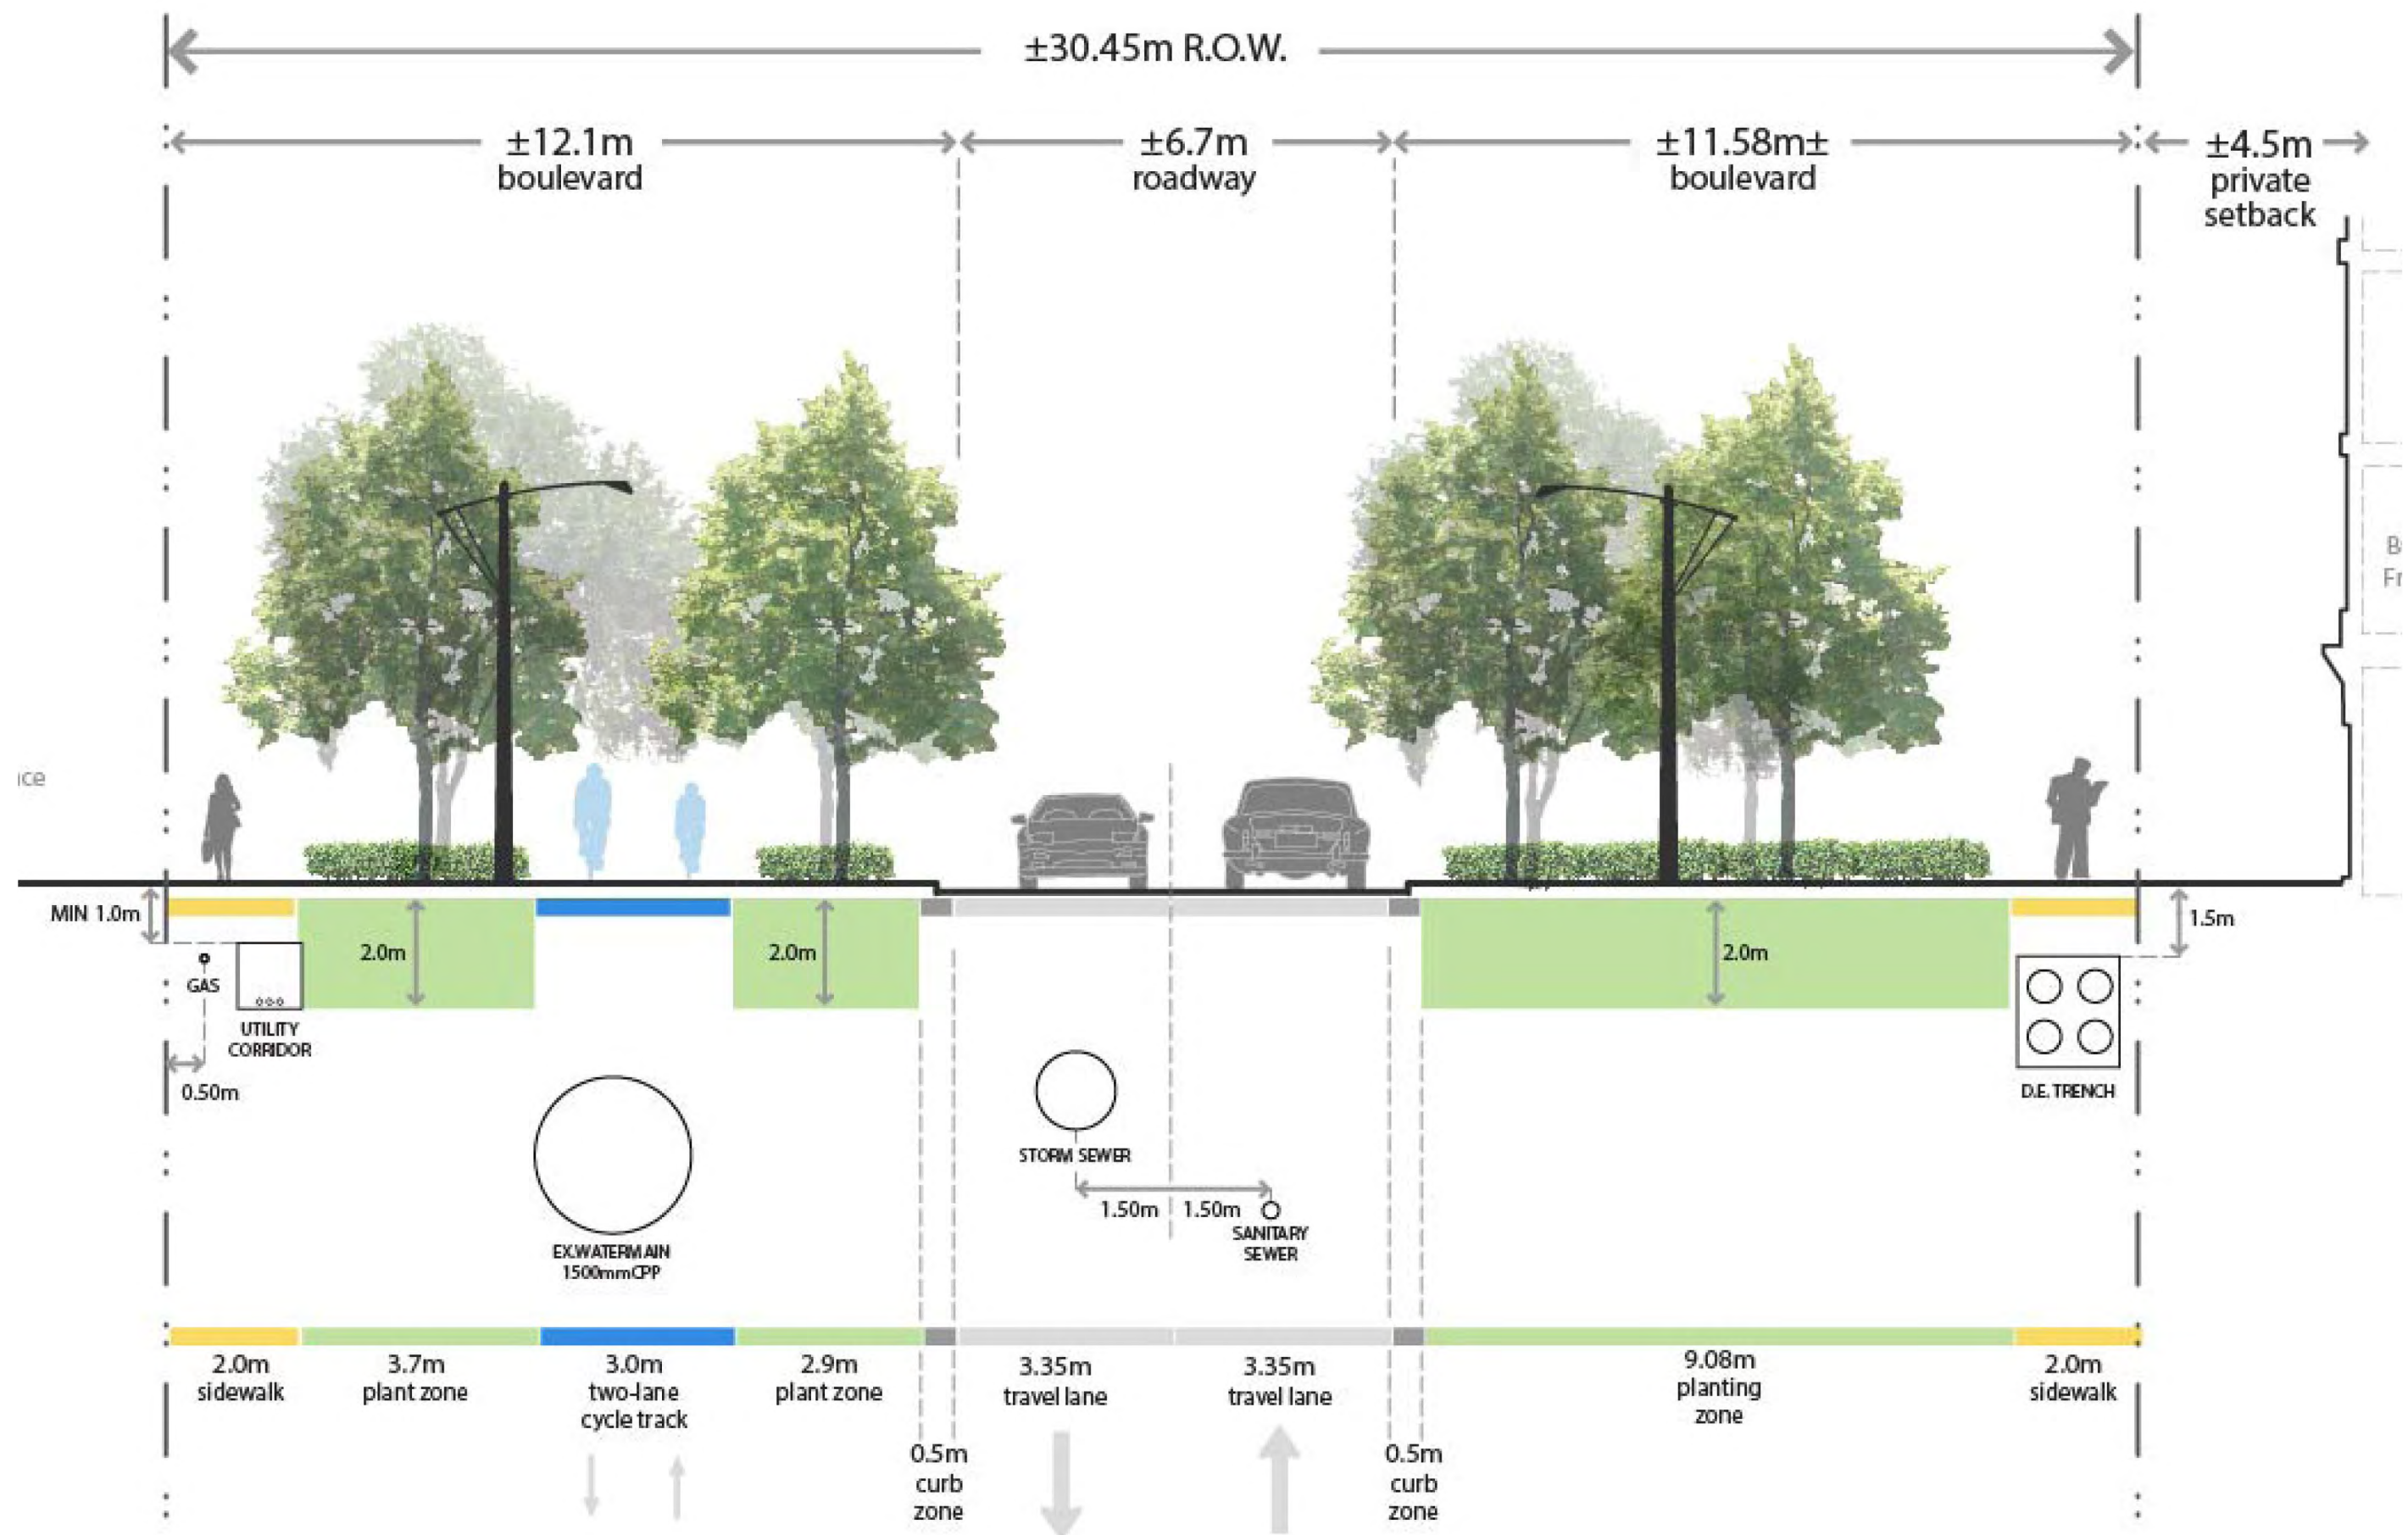 ±30.45m R.O.W.
±12.1m
boulevard
±6.7m
roadway
±11.58m±
boulevard
±4.5m
private
setback
MIN 1.0m
2.0m
2.0m
2.0m
1.5m
GAS
UTILITY
CORRIDOR
0.50m
D.E. TRENCH
STORM SEWER
1.50m
1.50m
SANITARY
SEWER
EX.WATERMAIN
1500mmCPP
2.0m
sidewalk
3.7m
plant zone
3.0m
two-lane
cycle track
2.9m
plant zone
0.5m
curb
zone
3.35m
travel lane
3.35m
travel lane
0.5m
curb
zone
9.08m
planting
zone
2.0m
sidewalk